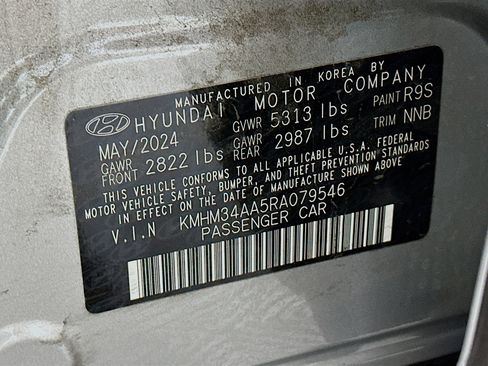 MANUFACTURED IN KOREA BY
HYUNDAI MOTOR COMPANY
MAY/2024 GVWR 5313 lbs PAINT R9S
GAWR FRONT 2822 lbs GAWR REAR 2987 lbs TRIM NNB
THIS VEHICLE CONFORMS TO ALL APPLICABLE U.S.A. FEDERAL
MOTOR VEHICLE SAFETY, BUMPER, AND THEFT PREVENTION STANDARDS
IN EFFECT ON THE DATE OF MANUFACTURE SHOWN ABOVE.
V.I.N KMHM34AA5RA079546
PASSENGER CAR